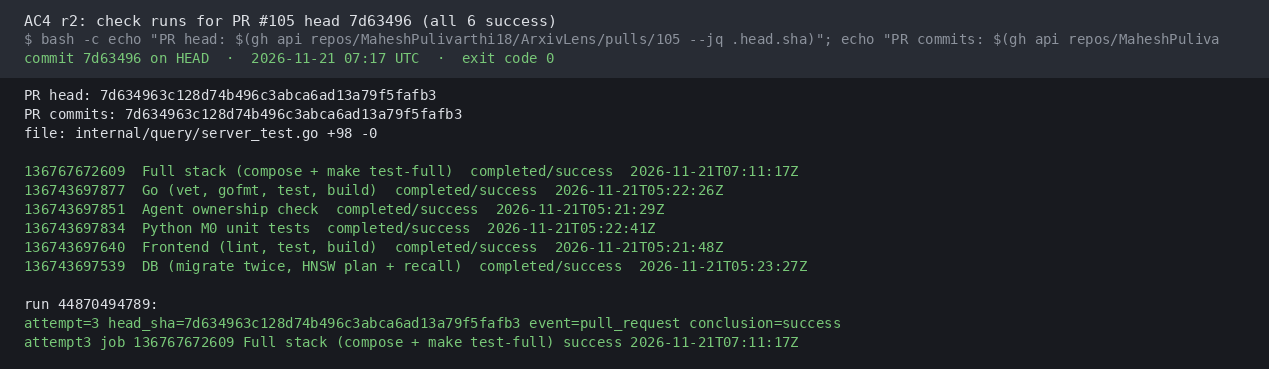 AC4 r2: check runs for PR #105 head 7d63496 (all 6 success)
$ bash -c echo "PR head: $(gh api repos/MaheshPulivarthi18/ArxivLens/pulls/105 --jq .head.sha)"; echo "PR commits: $(gh api repos/MaheshPuliva
commit 7d63496 on HEAD · 2026-11-21 07:17 UTC · exit code 0
PR head: 7d634963c128d74b496c3abca6ad13a79f5fafb3
PR commits: 7d634963c128d74b496c3abca6ad13a79f5fafb3
file: internal/query/server_test.go +98 -0
136767672609 Full stack (compose + make test-full) completed/success 2026-11-21T07:11:17Z
136743697877 Go (vet, gofmt, test, build) completed/success 2026-11-21T05:22:26Z
136743697851 Agent ownership check completed/success 2026-11-21T05:21:29Z
136743697834 Python M0 unit tests completed/success 2026-11-21T05:22:41Z
136743697640 Frontend (lint, test, build) completed/success 2026-11-21T05:21:48Z
136743697539 DB (migrate twice, HNSW plan + recall) completed/success 2026-11-21T05:23:27Z
run 44870494789:
attempt=3 head_sha=7d634963c128d74b496c3abca6ad13a79f5fafb3 event=pull_request conclusion=success
attempt3 job 136767672609 Full stack (compose + make test-full) success 2026-11-21T07:11:17Z